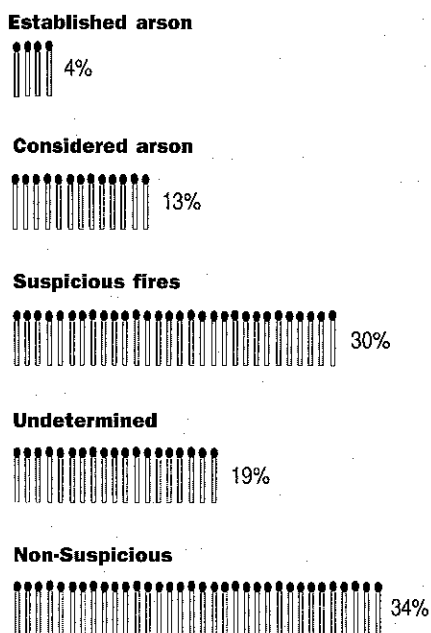 Established arson
4%
Considered arson
13%
Suspicious fires
30%
Undetermined
19%
Non-Suspicious
34%